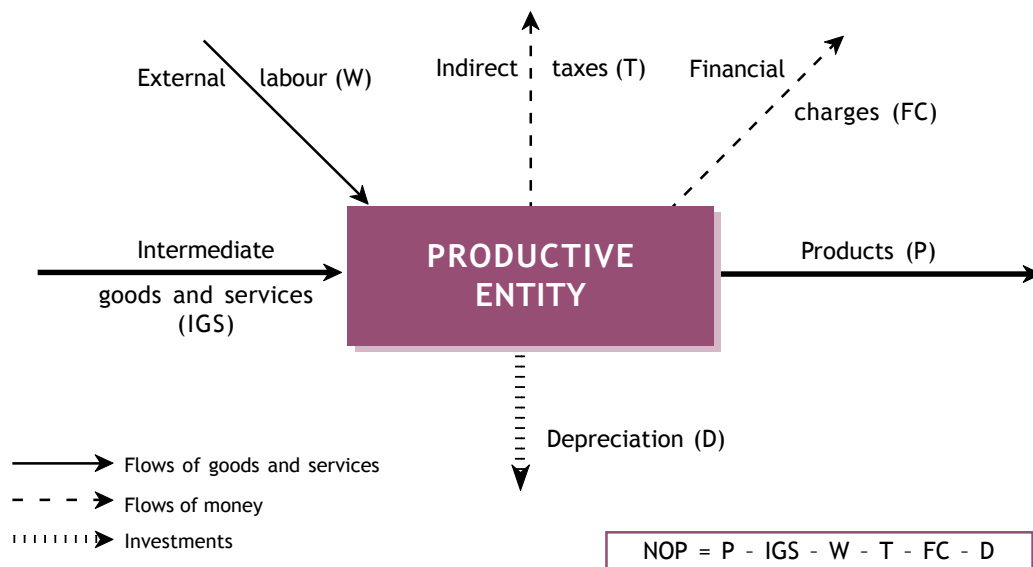 External labour (W)
Indirect taxes (T)
Financial
charges (FC)
Intermediate
goods and services
(IGS)
PRODUCTIVE
ENTITY
Products (P)
Depreciation (D)
Flows of goods and services
Flows of money
Investments
NOP = P - IGS - W - T - FC - D